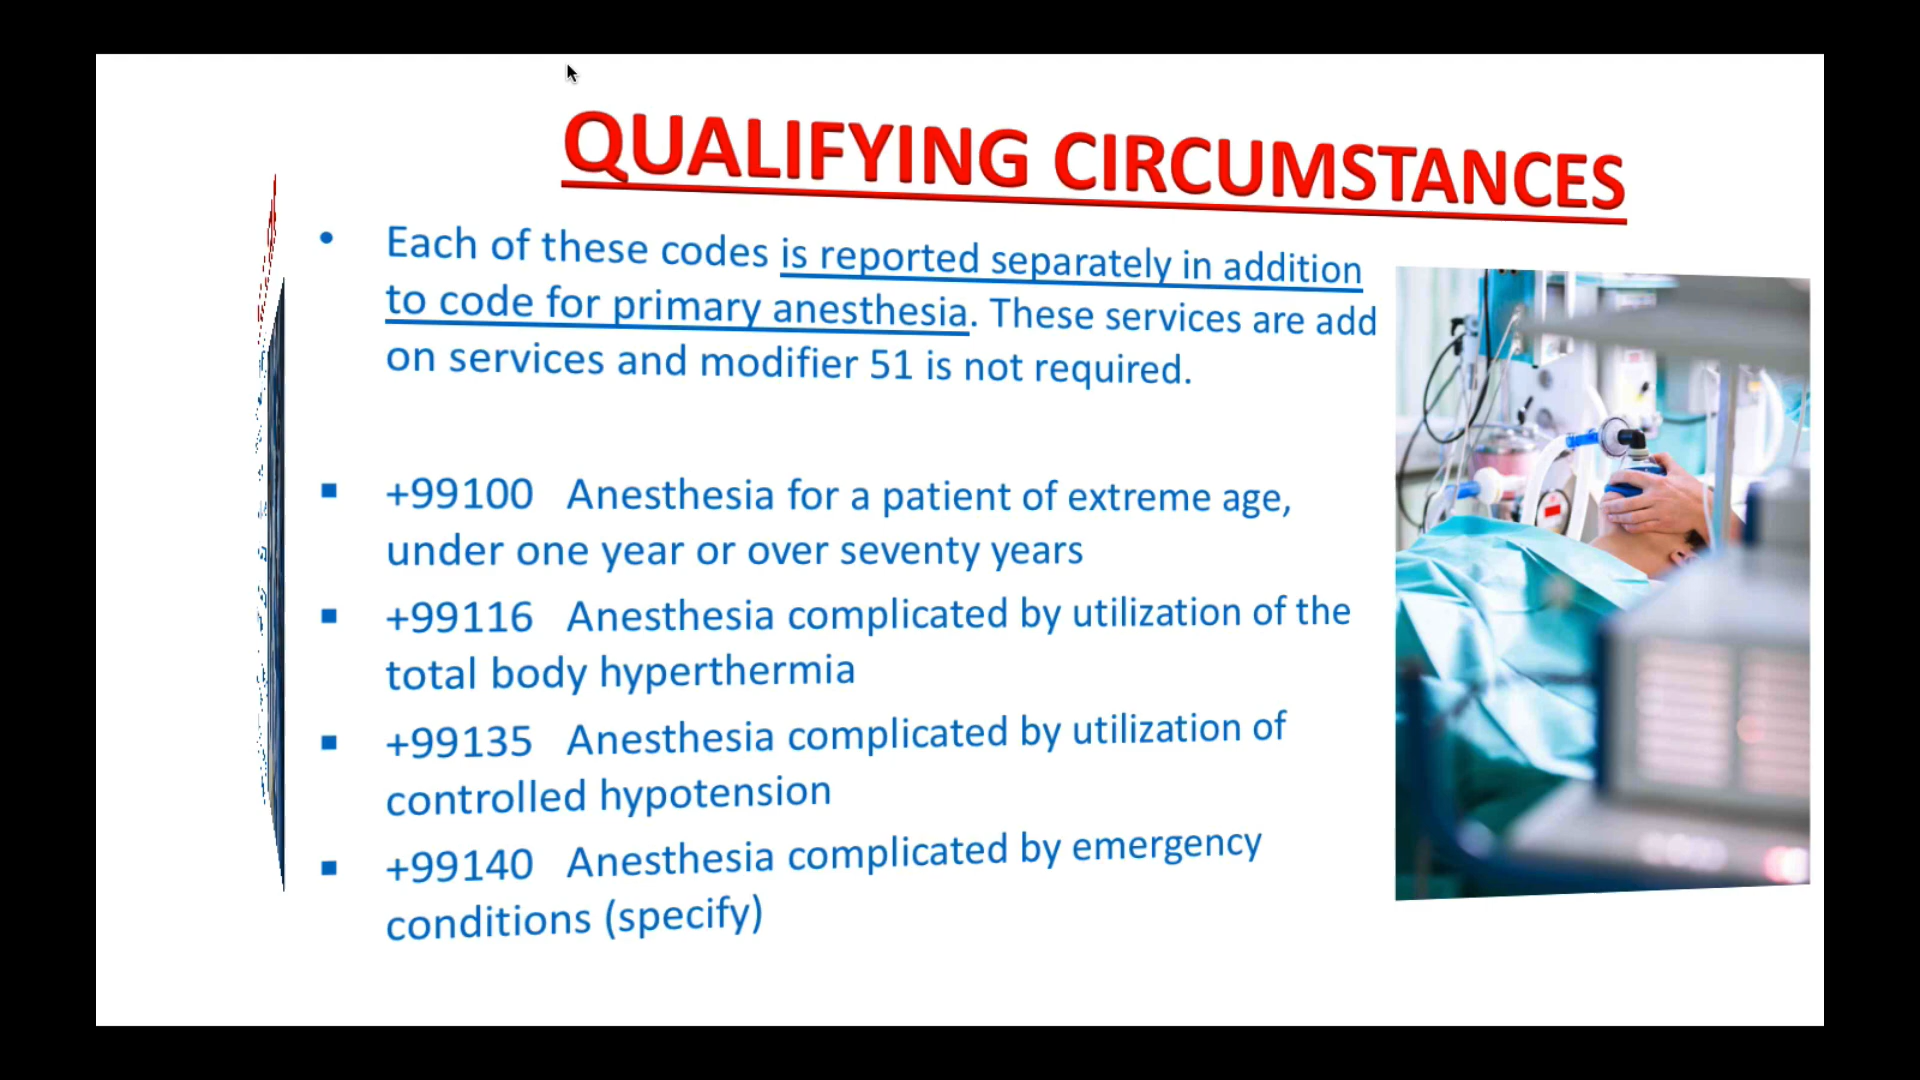 QUALIFYING CIRCUMSTANCES
• Each of these codes is reported separately in addition
to code for primary anesthesia. These services are add
on services and modifier 51 is not required.
▪ +99100 Anesthesia for a patient of extreme age,
under one year or over seventy years
▪ +99116 Anesthesia complicated by utilization of the
total body hyperthermia
▪ +99135 Anesthesia complicated by utilization of
controlled hypotension
▪ +99140 Anesthesia complicated by emergency
conditions (specify)